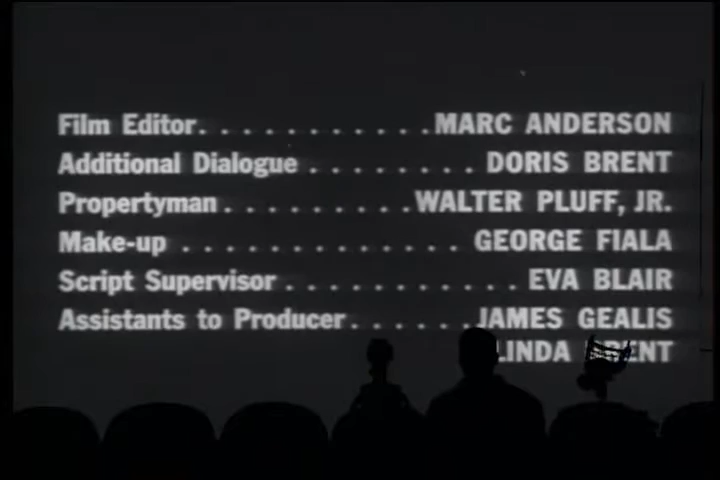 Film Editor. . . . . . . . . . . .MARC ANDERSON
Additional Dialogue . . . . . . . . DORIS BRENT
Propertyman . . . . . . . . . .WALTER PLUFF, JR.
Make-up . . . . . . . . . . . . . . GEORGE FIALA
Script Supervisor . . . . . . . . . . . EVA BLAIR
Assistants to Producer. . . . . . JAMES GEALIS
LINDA